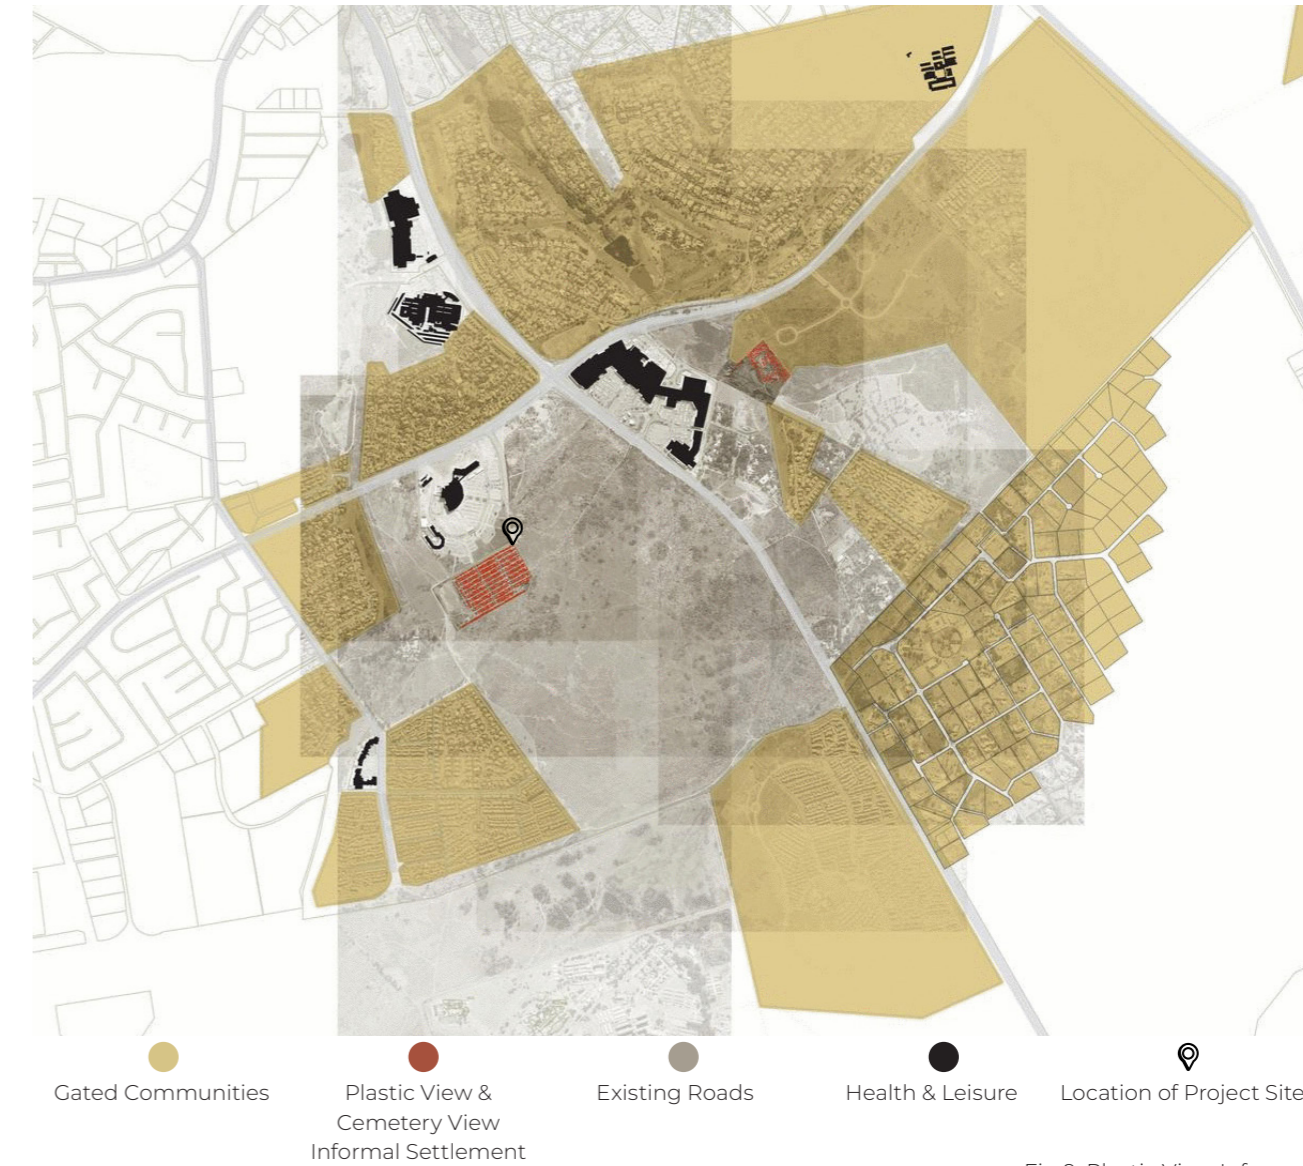 Gated Communities
Plastic View &
Cemetery View
Informal Settlement
Existing Roads
Health & Leisure
Location of Project Site